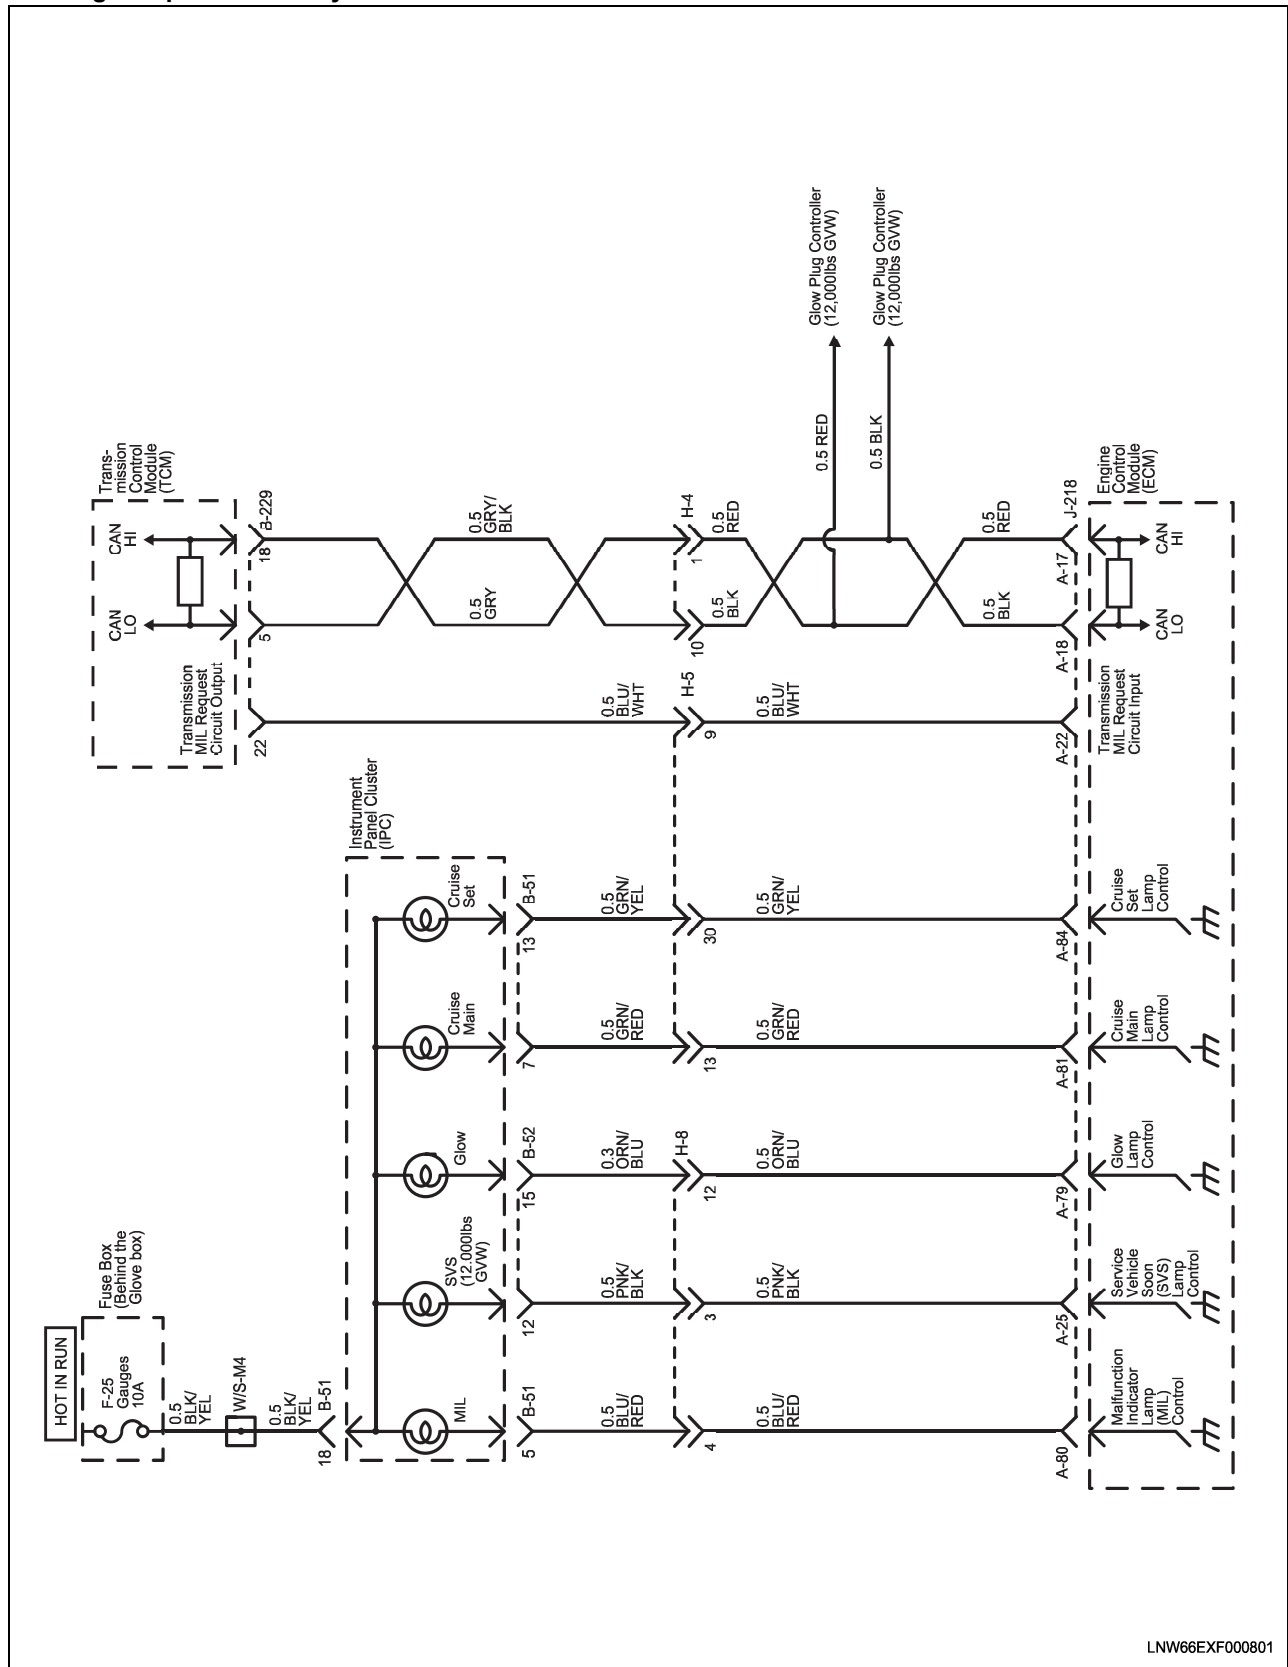 HOT IN RUN
Fuse Box
(Behind the
Glove box)
F-25
Gauges
10A
0.5
BLK/
YEL
W/S-M4
0.5
BLK/
YEL
18
B-51
Instrument
Panel Cluster
(IPC)
MIL
SVS
(12.000lbs
GVW)
Glow
Cruise
Main
Cruise
Set
5
B-51
12
15
B-52
7
13
B-51
Trans-
mission
Control
Module
(TCM)
CAN
LO
CAN
HI
Transmission
MIL Request
Circuit Output
22
5
18
B-229
0.5
GRY
0.5
GRY/
BLK
0.5
BLU/
RED
0.5
PNK/
BLK
0.3
ORN/
BLU
0.5
GRN/
RED
0.5
GRN/
YEL
0.5
BLU/
WHT
4
3
12
H-8
13
30
9
H-5
10
1
H-4
0.5
BLU/
RED
0.5
PNK/
BLK
0.5
ORN/
BLU
0.5
GRN/
RED
0.5
GRN/
YEL
0.5
BLU/
WHT
0.5
BLK
0.5
RED
0.5 RED
Glow Plug Controller
(12,000lbs GVW)
0.5 BLK
Glow Plug Controller
(12,000lbs GVW)
0.5
BLK
0.5
RED
A-80
A-25
A-79
A-81
A-84
A-22
A-18
A-17
J-218
Malfunction
Indicator
Lamp
(MIL)
Control
Service
Vehicle
Soon
(SVS)
Lamp
Control
Glow
Lamp
Control
Cruise
Main
Lamp
Control
Cruise
Set
Lamp
Control
Transmission
MIL Request
Circuit Input
CAN
LO
CAN
HI
Engine
Control
Module
(ECM)
LNW66EXF000801